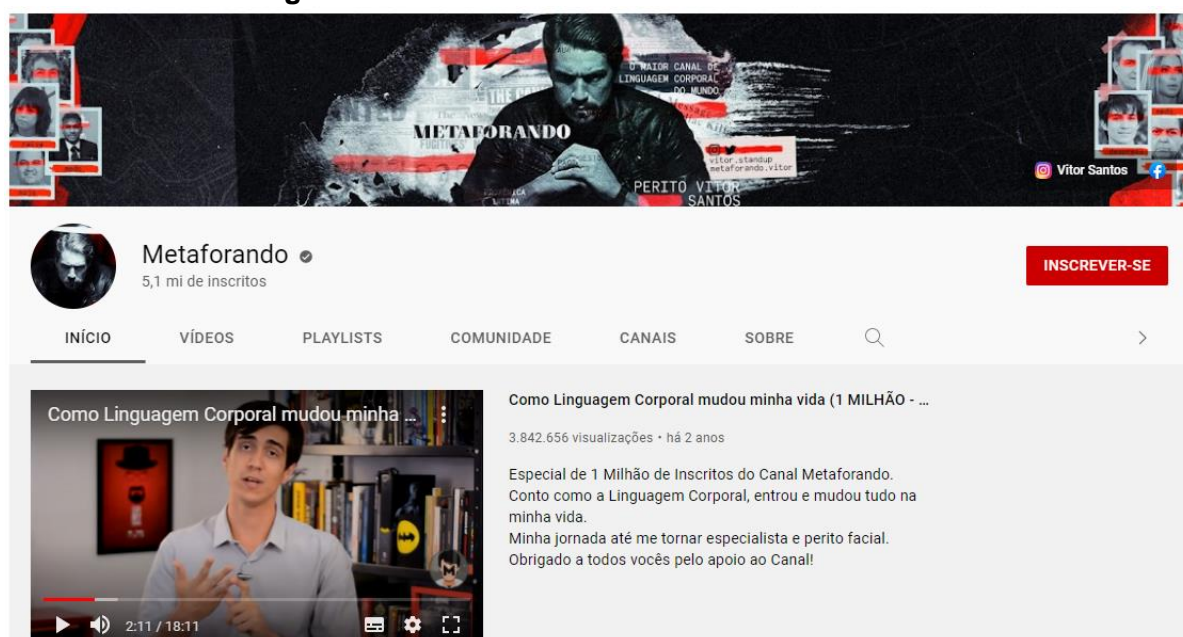 O MAIOR CANAL DE
LINGUAGEM CORPORAL
DO MUNDO
METAFORANDO
vitor.standup
metaforando.vitor
PERITO VITOR
SANTOS
Vitor Santos
Metaforando
5,1 mi de inscritos
INSCREVER-SE
INÍCIO VÍDEOS PLAYLISTS COMUNIDADE CANAIS SOBRE
Como Linguagem Corporal mudou minha ...
2:11 / 18:11
Como Linguagem Corporal mudou minha vida (1 MILHÃO - ...
3.842.656 visualizações • há 2 anos
Especial de 1 Milhão de Inscritos do Canal Metaforando.
Conto como a Linguagem Corporal, entrou e mudou tudo na
minha vida.
Minha jornada até me tornar especialista e perito facial.
Obrigado a todos vocês pelo apoio ao Canal!